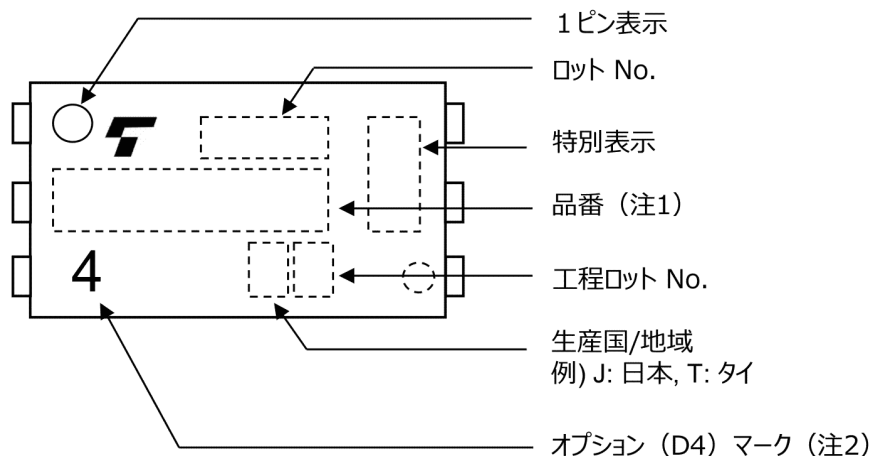 1ピン表示
ロット No.
特別表示
品番（注1）
4
工程ロット No.
生産国/地域
例) J: 日本, T: タイ
オプション（D4）マーク（注2）